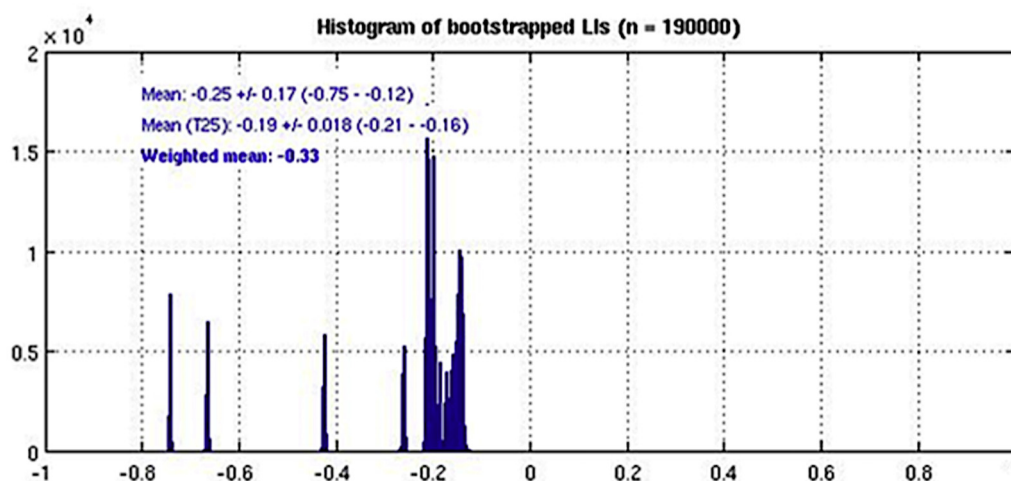 Histogram of bootstrapped LIs (n = 190000)
× 10⁴
2
1.5
1
0.5
0
Mean: -0.25 +/- 0.17 (-0.75 - -0.12)
Mean (T25): -0.19 +/- 0.018 (-0.21 - -0.16)
Weighted mean: -0.33
-1 -0.8 -0.6 -0.4 -0.2 0 0.2 0.4 0.6 0.8